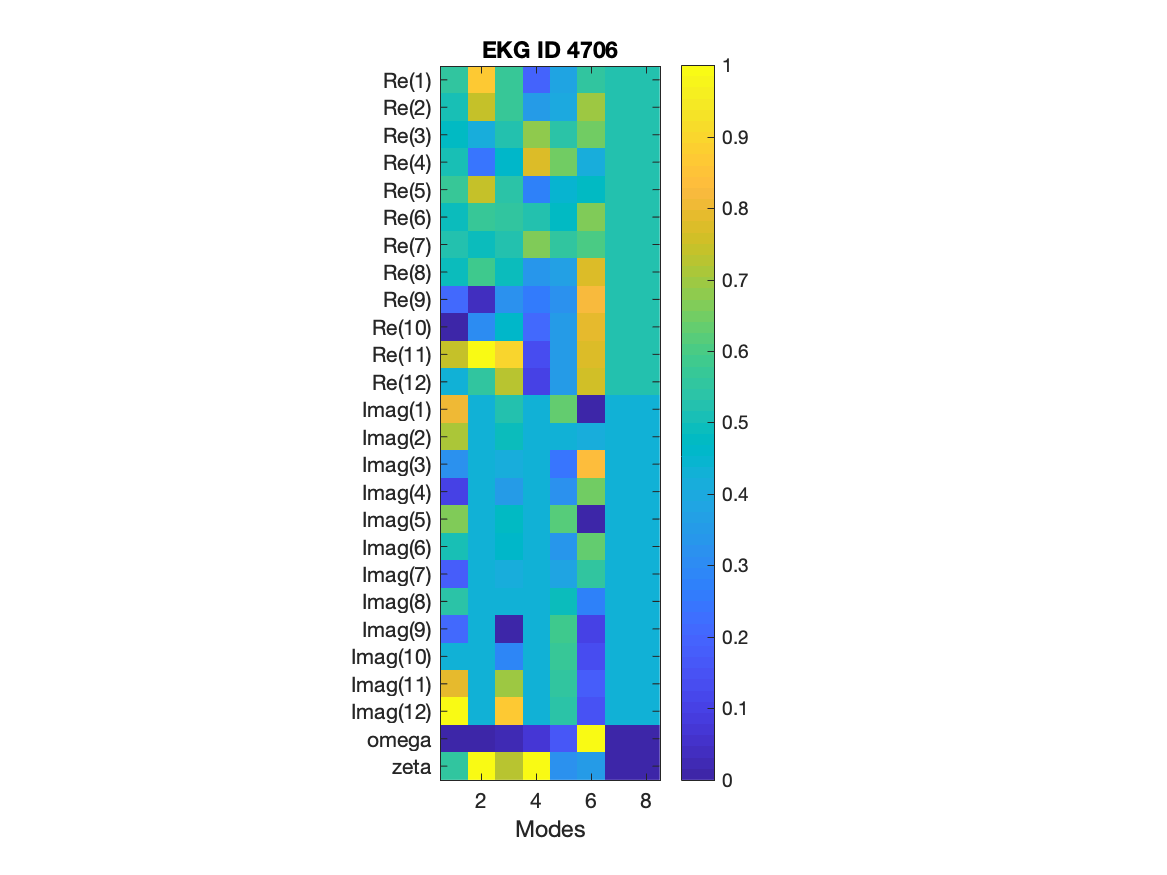 EKG ID 4706
Re(1)
Re(2)
Re(3)
Re(4)
Re(5)
Re(6)
Re(7)
Re(8)
Re(9)
Re(10)
Re(11)
Re(12)
Imag(1)
Imag(2)
Imag(3)
Imag(4)
Imag(5)
Imag(6)
Imag(7)
Imag(8)
Imag(9)
Imag(10)
Imag(11)
Imag(12)
omega
zeta
2 4 6 8
Modes
1
0.9
0.8
0.7
0.6
0.5
0.4
0.3
0.2
0.1
0